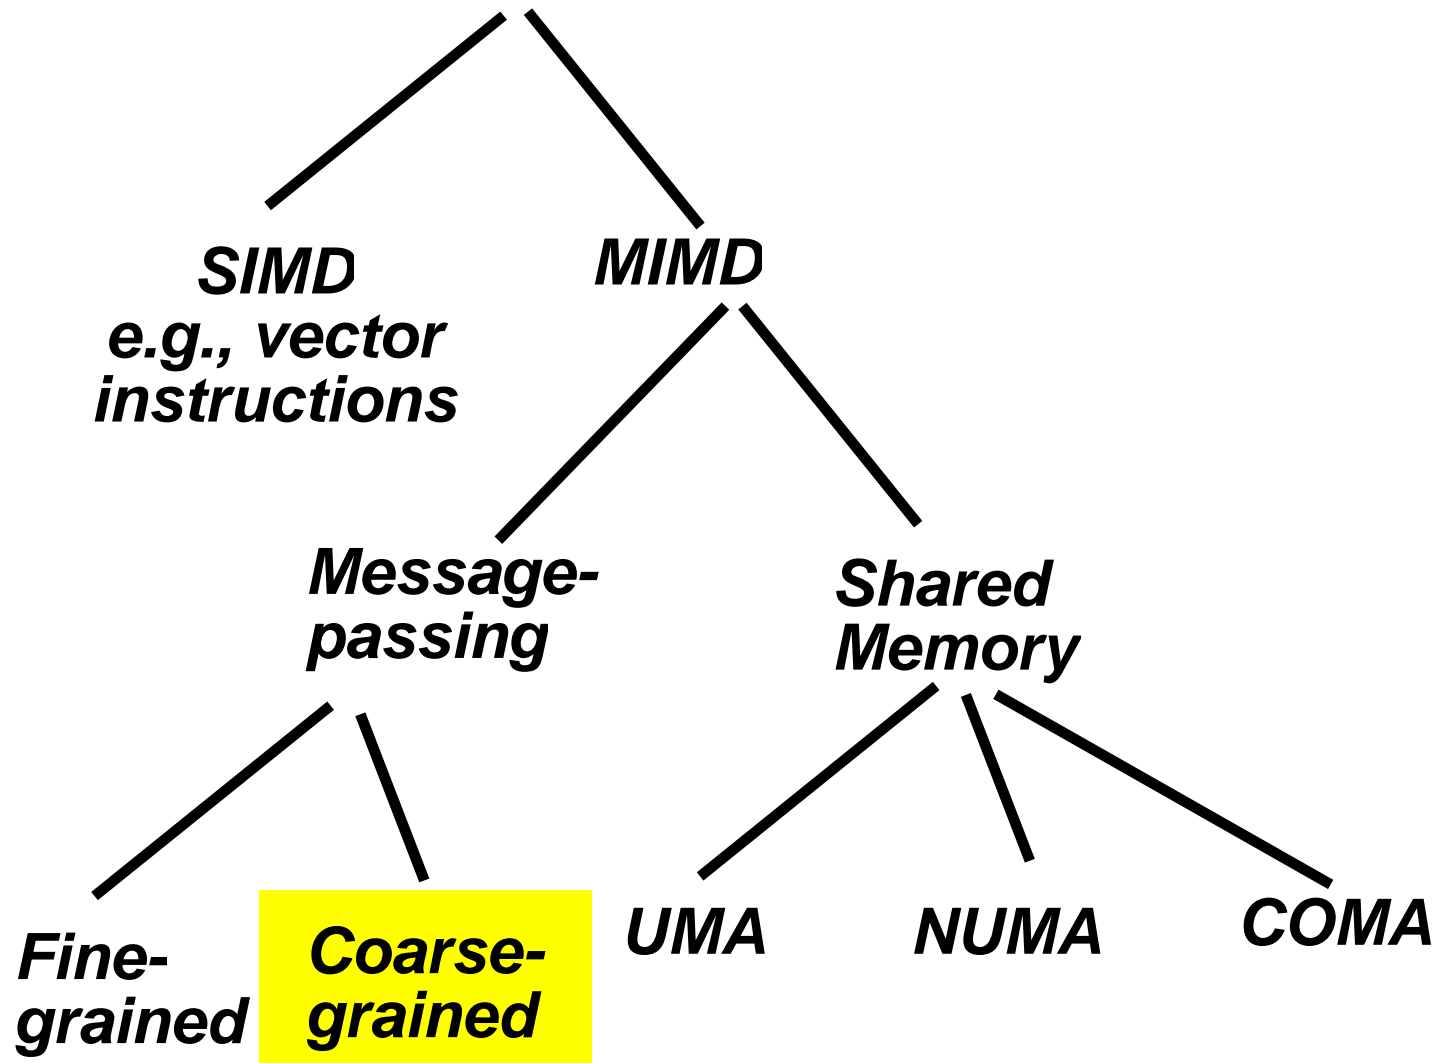 SIMD
e.g., vector
instructions
MIMD
Message-
passing
Shared
Memory
Fine-
grained
Coarse-
grained
UMA
NUMA
COMA